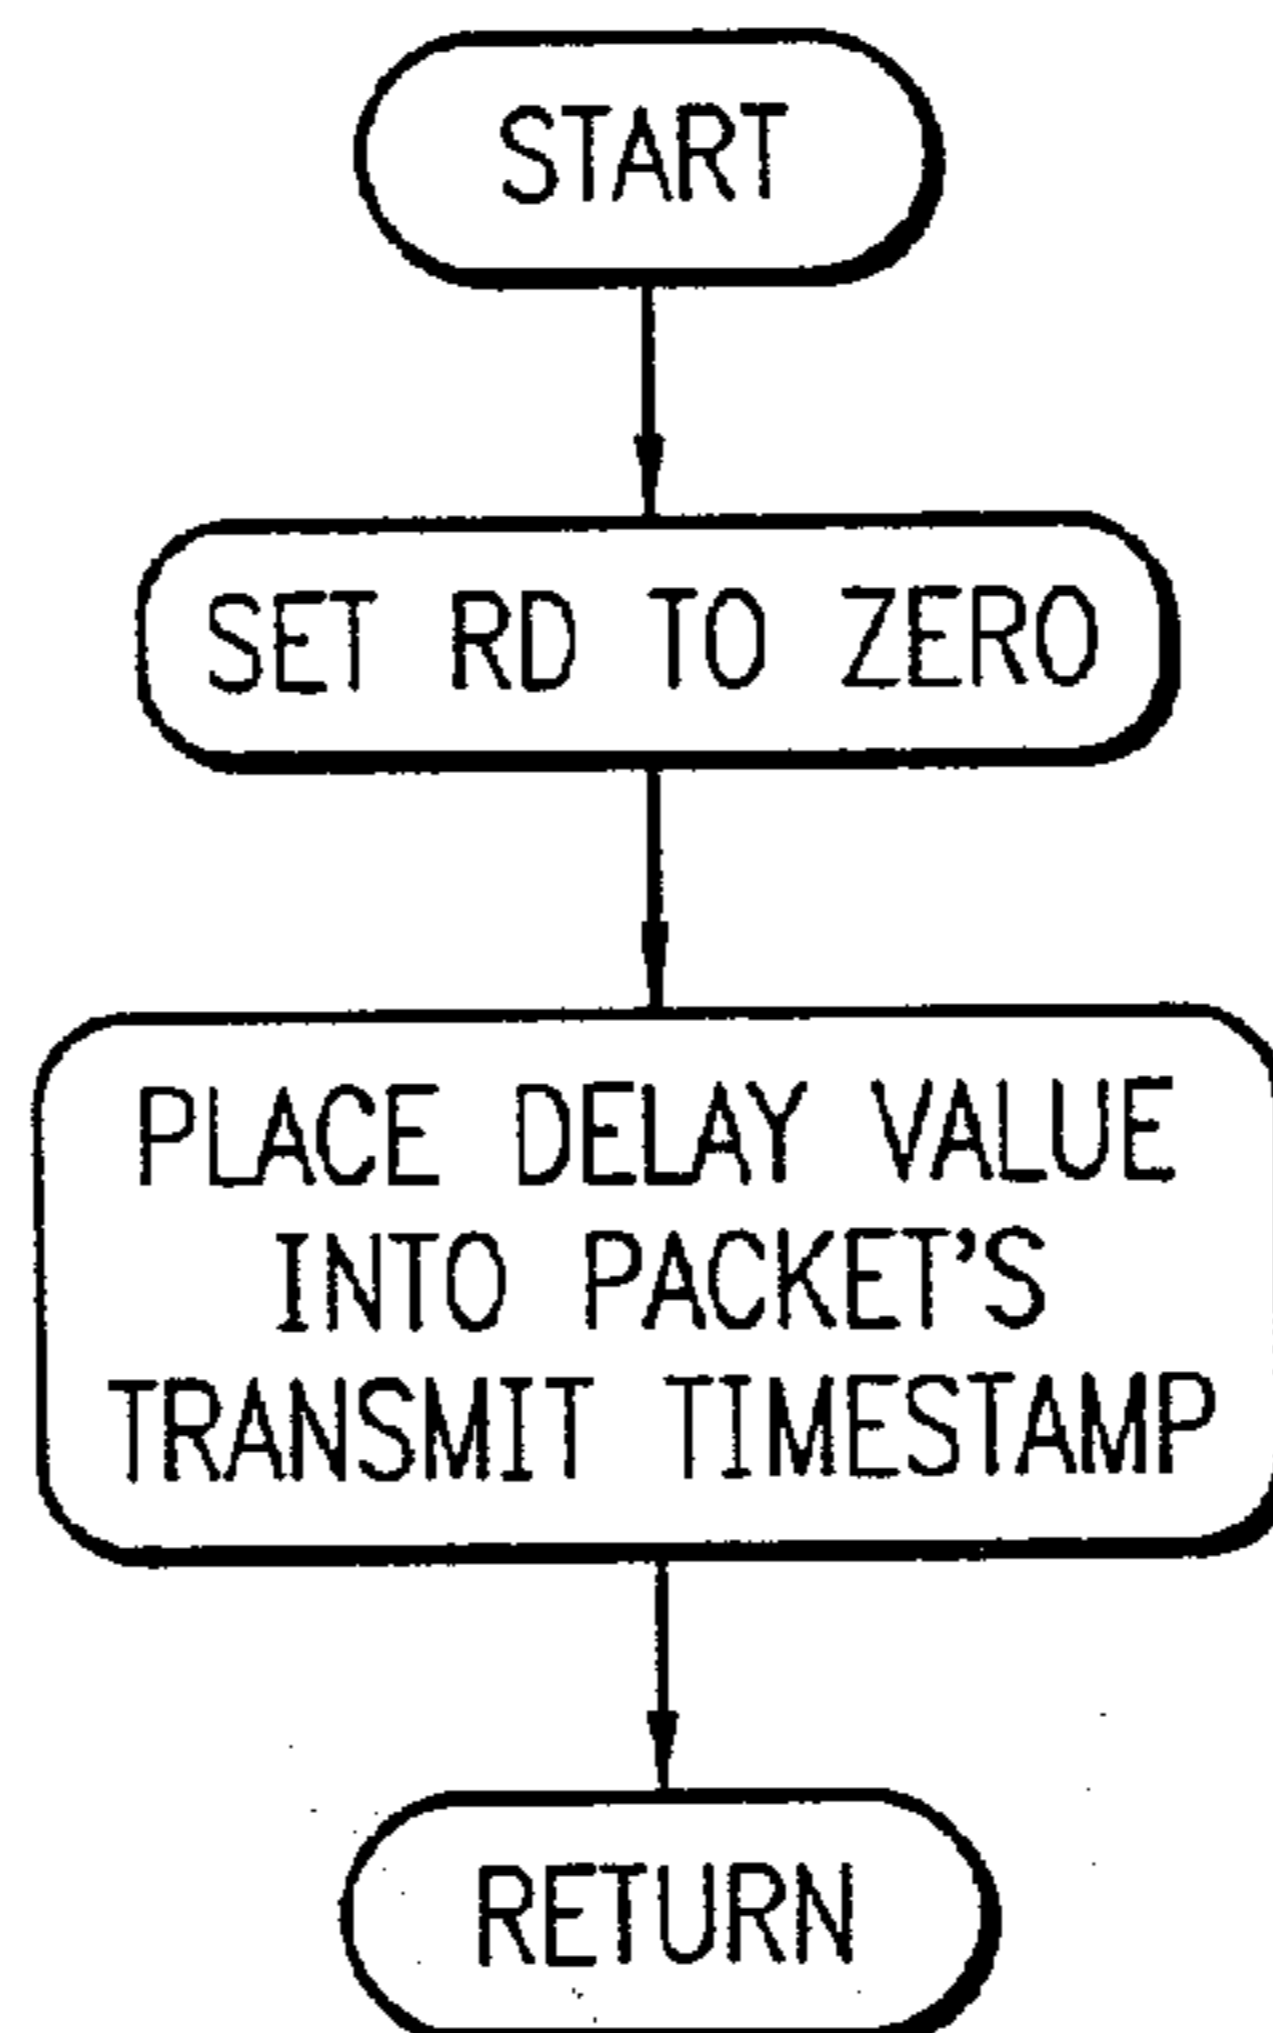 START
SET RD TO ZERO
PLACE DELAY VALUE
INTO PACKET'S
TRANSMIT TIMESTAMP
RETURN